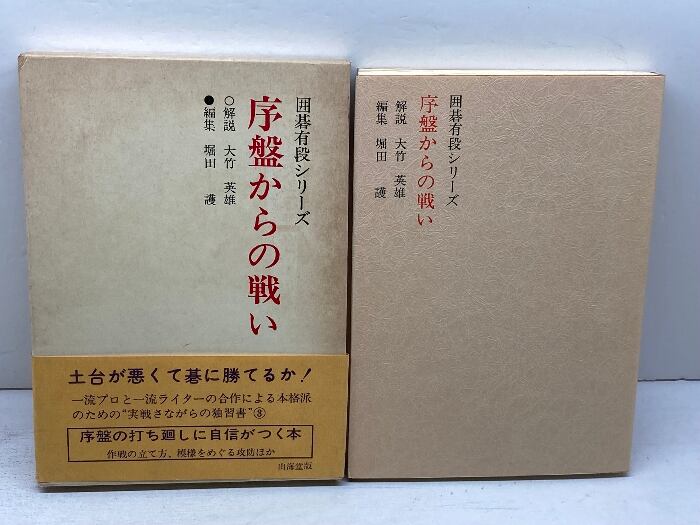 囲碁有段シリーズ
序盤からの戦い
○解説 大竹 英雄
●編集 堀田 護
土台が悪くて碁に勝てるか!
一流プロと一流ライターの合作による本格派
のための“実戦さながらの独習書”③
序盤の打ち廻しに自信がつく本
作戦の立て方、模様をめぐる攻防ほか
山海堂版
囲碁有段シリーズ
序盤からの戦い
解説 大竹 英雄
編集 堀田 護